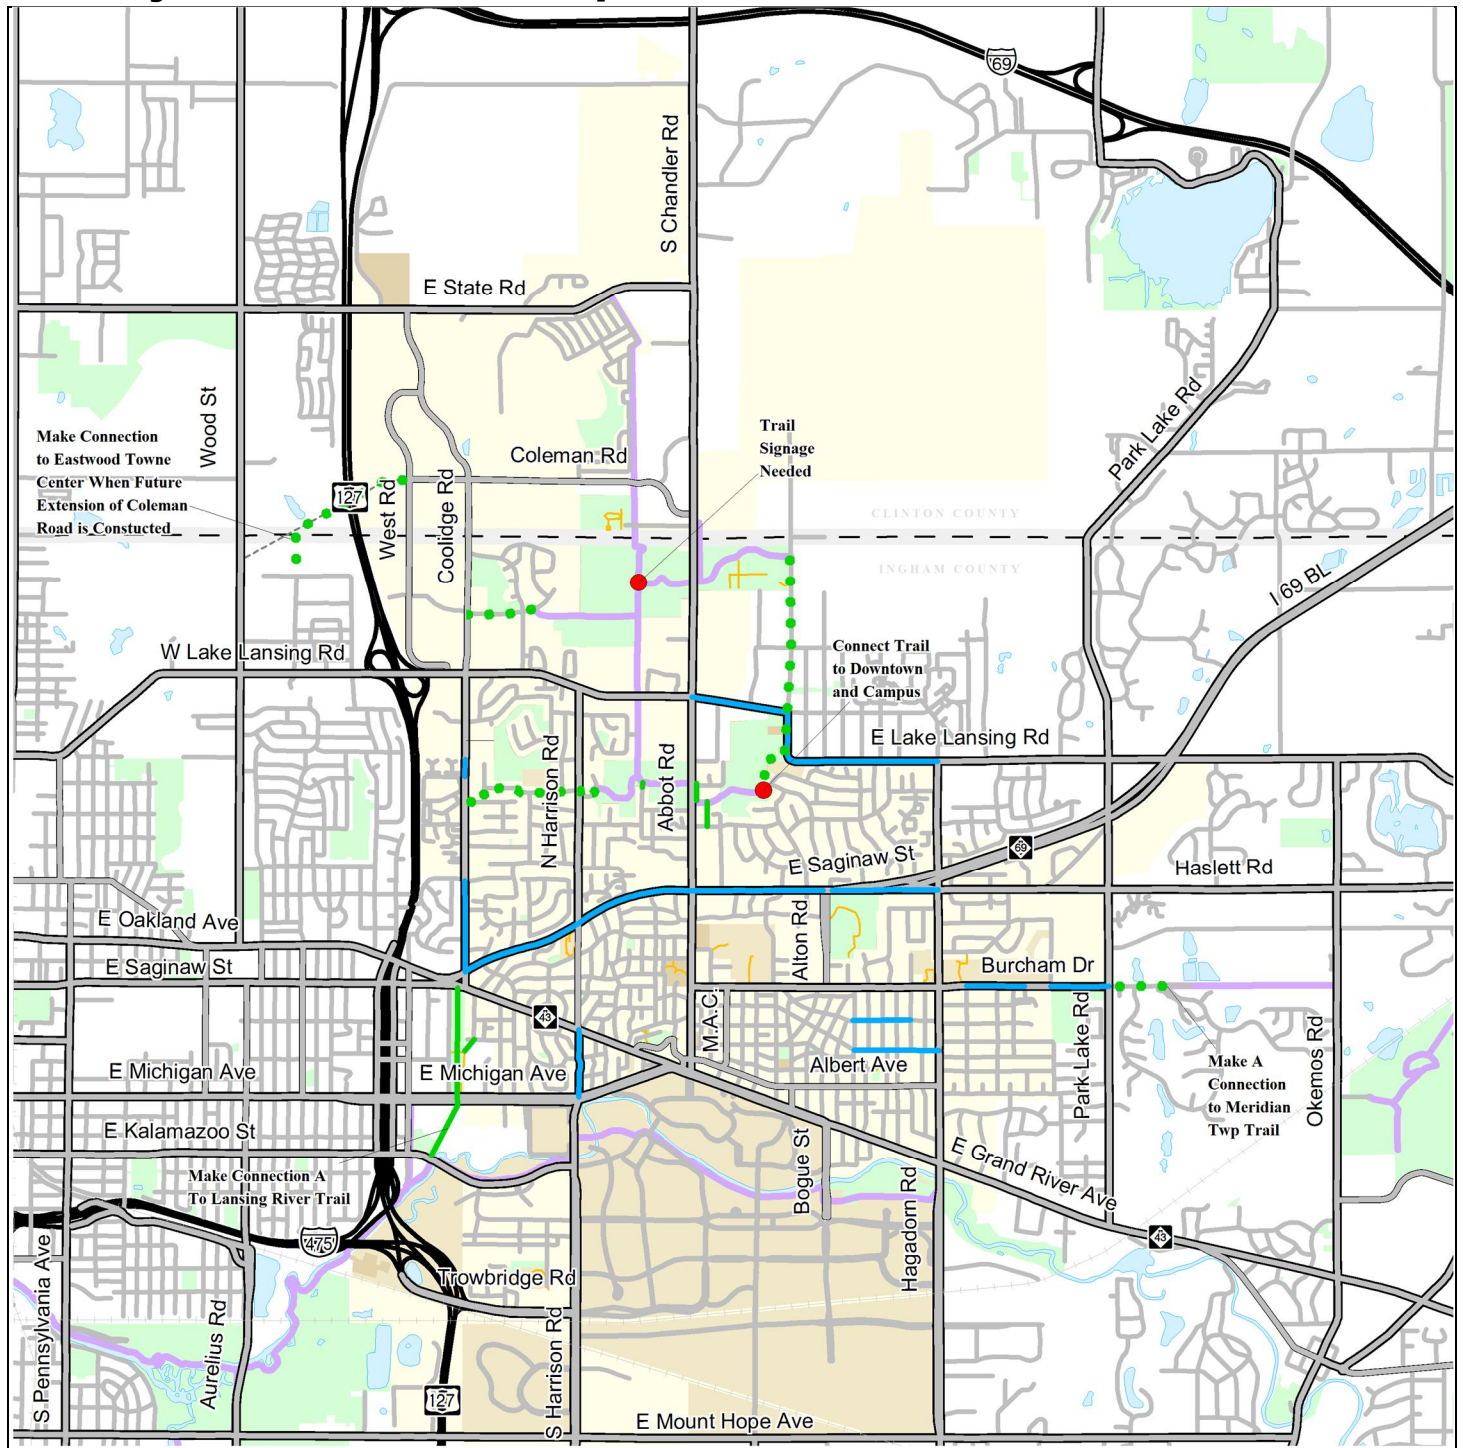 69
S Chandler Rd
E State Rd
Wood St
Park Lake Rd
Trail
Signage
Needed
Make Connection
to Eastwood Towne
Center When Future
Extension of Coleman
Road is Constucted
Coleman Rd
127
West Rd
Coolidge Rd
CLINTON COUNTY
INGHAM COUNTY
I 69 BL
W Lake Lansing Rd
Connect Trail
to Downtown
and Campus
E Lake Lansing Rd
N Harrison Rd
Abbot Rd
E Saginaw St
69
Haslett Rd
E Oakland Ave
Alton Rd
E Saginaw St
Burcham Dr
43
M.A.C.
Park Lake Rd
Okemos Rd
E Michigan Ave
E Michigan Ave
Albert Ave
Make A
Connection
to Meridian
Twp Trail
E Kalamazoo St
Bogue St
E Grand River Ave
Make Connection A
To Lansing River Trail
Hagadorn Rd
43
475
S Pennsylvania Ave
Trowbridge Rd
Aurelius Rd
S Harrison Rd
127
E Mount Hope Ave